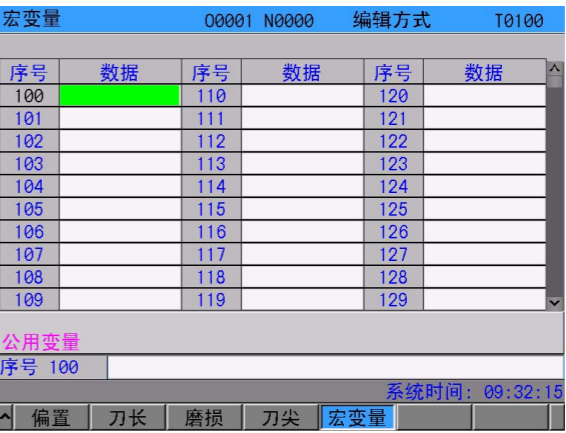 宏变量 O0001 N0000 编辑方式 T0100
序号 数据 序号 数据 序号 数据
100 110 120
101 111 121
102 112 122
103 113 123
104 114 124
105 115 125
106 116 126
107 117 127
108 118 128
109 119 129
公用变量
序号 100
系统时间: 09:32:15
偏置 刀长 磨损 刀尖 宏变量